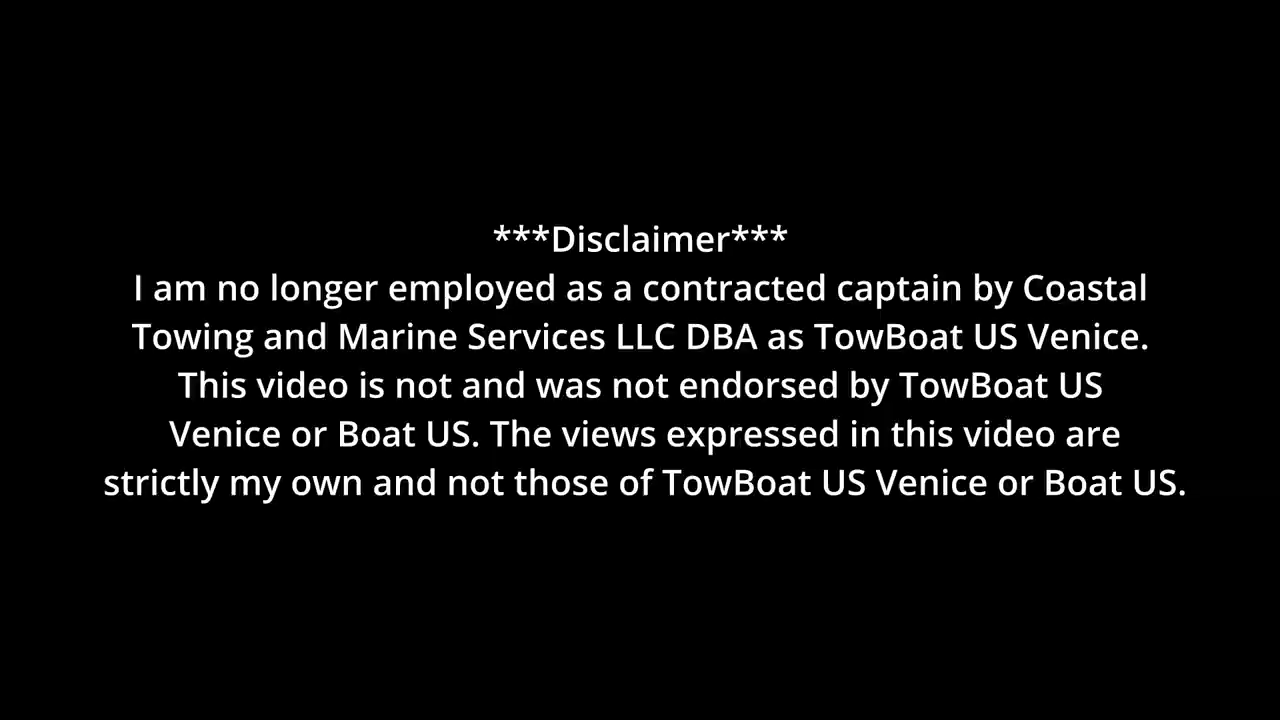 ***Disclaimer***
I am no longer employed as a contracted captain by Coastal
Towing and Marine Services LLC DBA as TowBoat US Venice.
This video is not and was not endorsed by TowBoat US
Venice or Boat US. The views expressed in this video are
strictly my own and not those of TowBoat US Venice or Boat US.